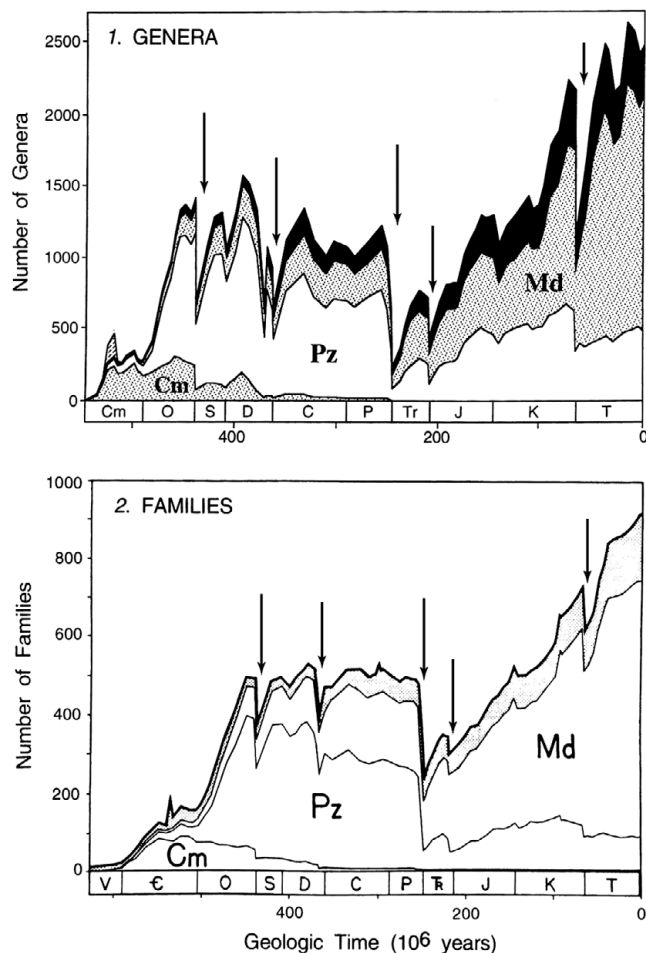 1. GENERA
2500
2000
1500
1000
500
0
Number of Genera
Cm
Pz
Md
Cm O S D C P Tr J K T
400 200 0
2. FAMILIES
1000
800
600
400
200
0
Number of Families
Cm
Pz
Md
V Є O S D C P TR J K T
400 200 0
Geologic Time (10⁶ years)